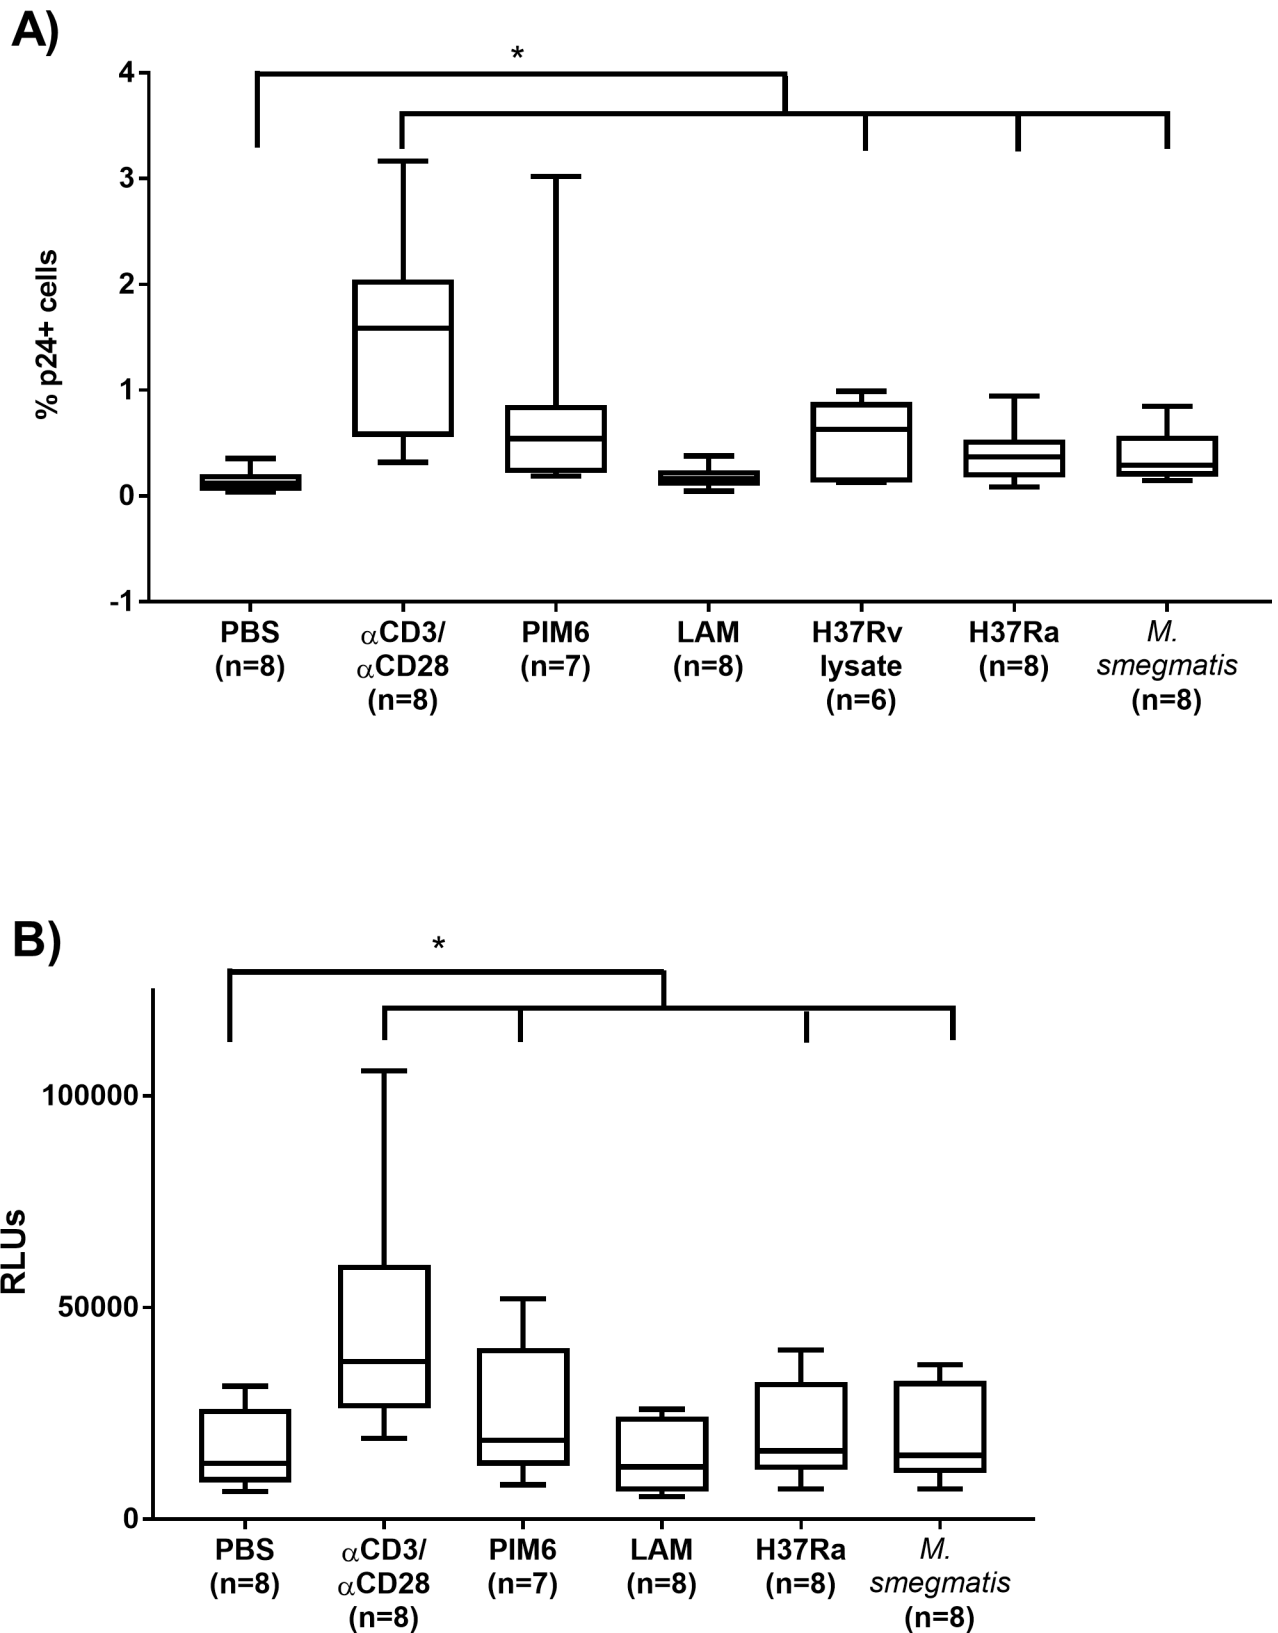 A)
*
4
3
2
1
0
-1
% p24+ cells
PBS
(n=8)
αCD3/
αCD28
(n=8)
PIM6
(n=7)
LAM
(n=8)
H37Rv
lysate
(n=6)
H37Ra
(n=8)
M.
smegmatis
(n=8)
B)
*
100000
50000
0
RLUs
PBS
(n=8)
αCD3/
αCD28
(n=8)
PIM6
(n=7)
LAM
(n=8)
H37Ra
(n=8)
M.
smegmatis
(n=8)